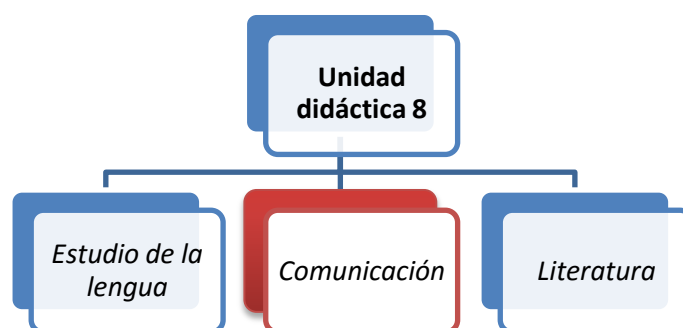 Unidad
didáctica 8
Estudio de la
lengua
Comunicación
Literatura